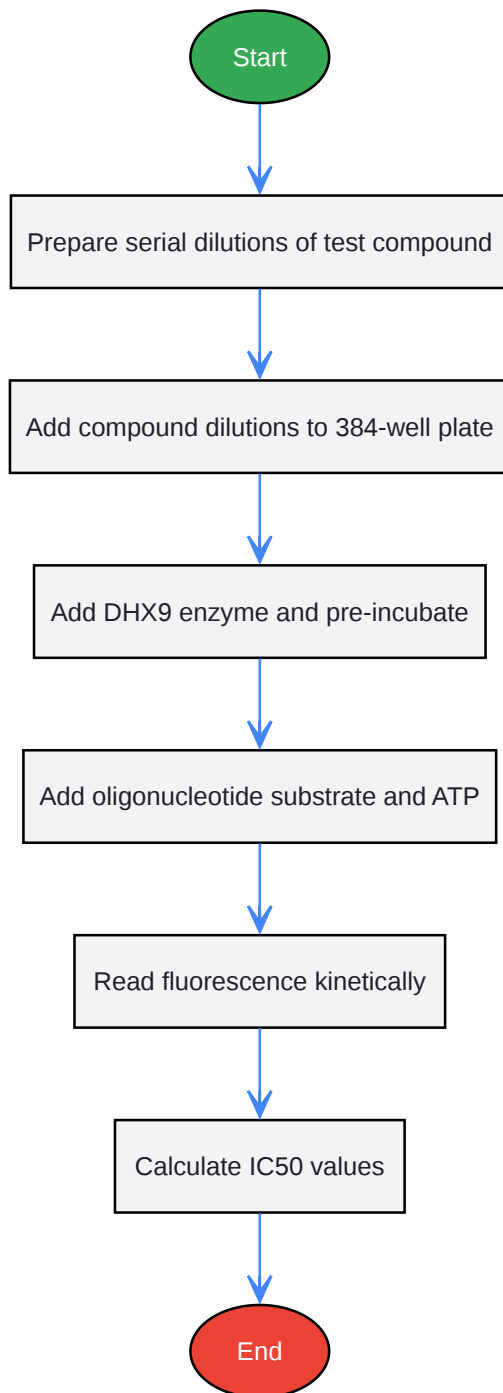 Start
Prepare serial dilutions of test compound
Add compound dilutions to 384-well plate
Add DHX9 enzyme and pre-incubate
Add oligonucleotide substrate and ATP
Read fluorescence kinetically
Calculate IC50 values
End